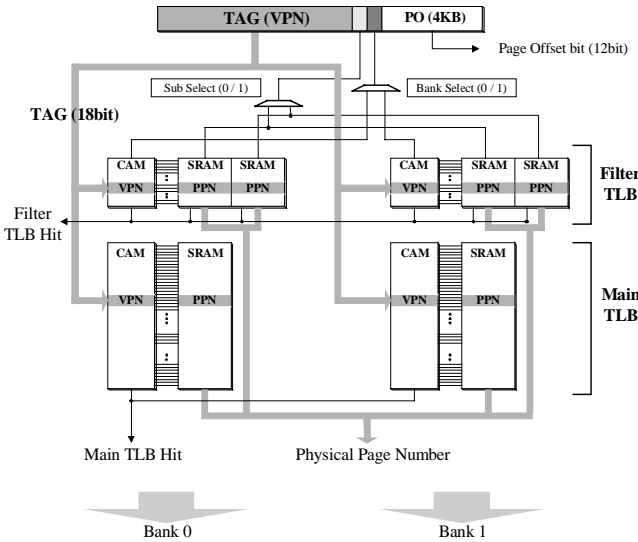 TAG (VPN) PO (4KB)
Page Offset bit (12bit)
Sub Select (0 / 1) Bank Select (0 / 1)
TAG (18bit)
CAM SRAM SRAM CAM SRAM SRAM
VPN PPN PPN VPN PPN PPN
Filter
TLB
Filter
TLB Hit
CAM SRAM CAM SRAM
VPN PPN VPN PPN
Main
TLB
Main TLB Hit Physical Page Number
Bank 0 Bank 1